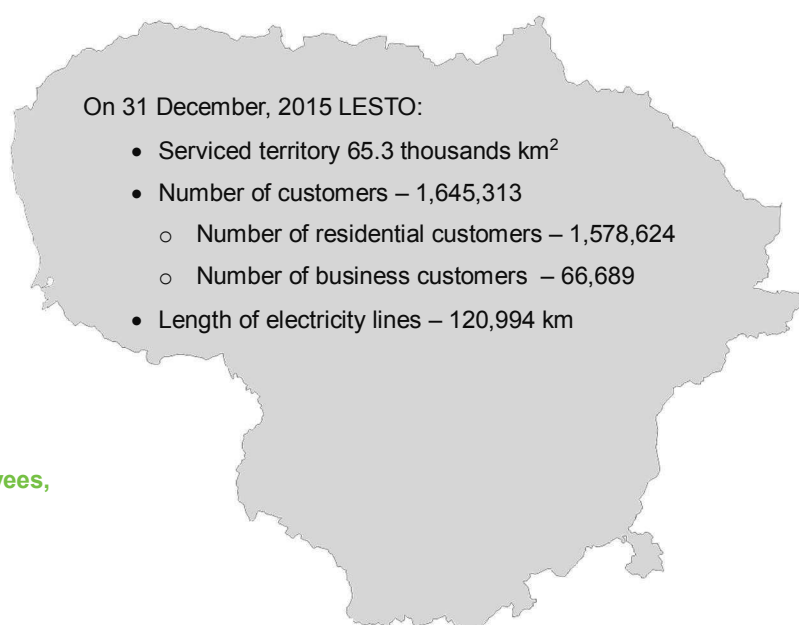 On 31 December, 2015 LESTO:
• Serviced territory 65.3 thousands km²
• Number of customers – 1,645,313
o Number of residential customers – 1,578,624
o Number of business customers – 66,689
• Length of electricity lines – 120,994 km